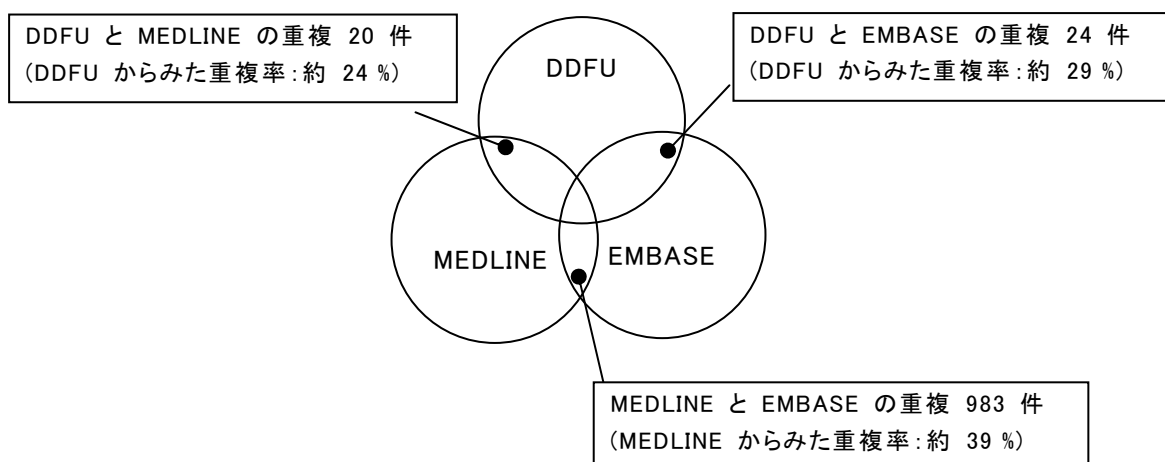 DDFU と MEDLINE の重複 20 件
(DDFU からみた重複率:約 24 %)
DDFU と EMBASE の重複 24 件
(DDFU からみた重複率:約 29 %)
DDFU
MEDLINE
EMBASE
MEDLINE と EMBASE の重複 983 件
(MEDLINE からみた重複率:約 39 %)